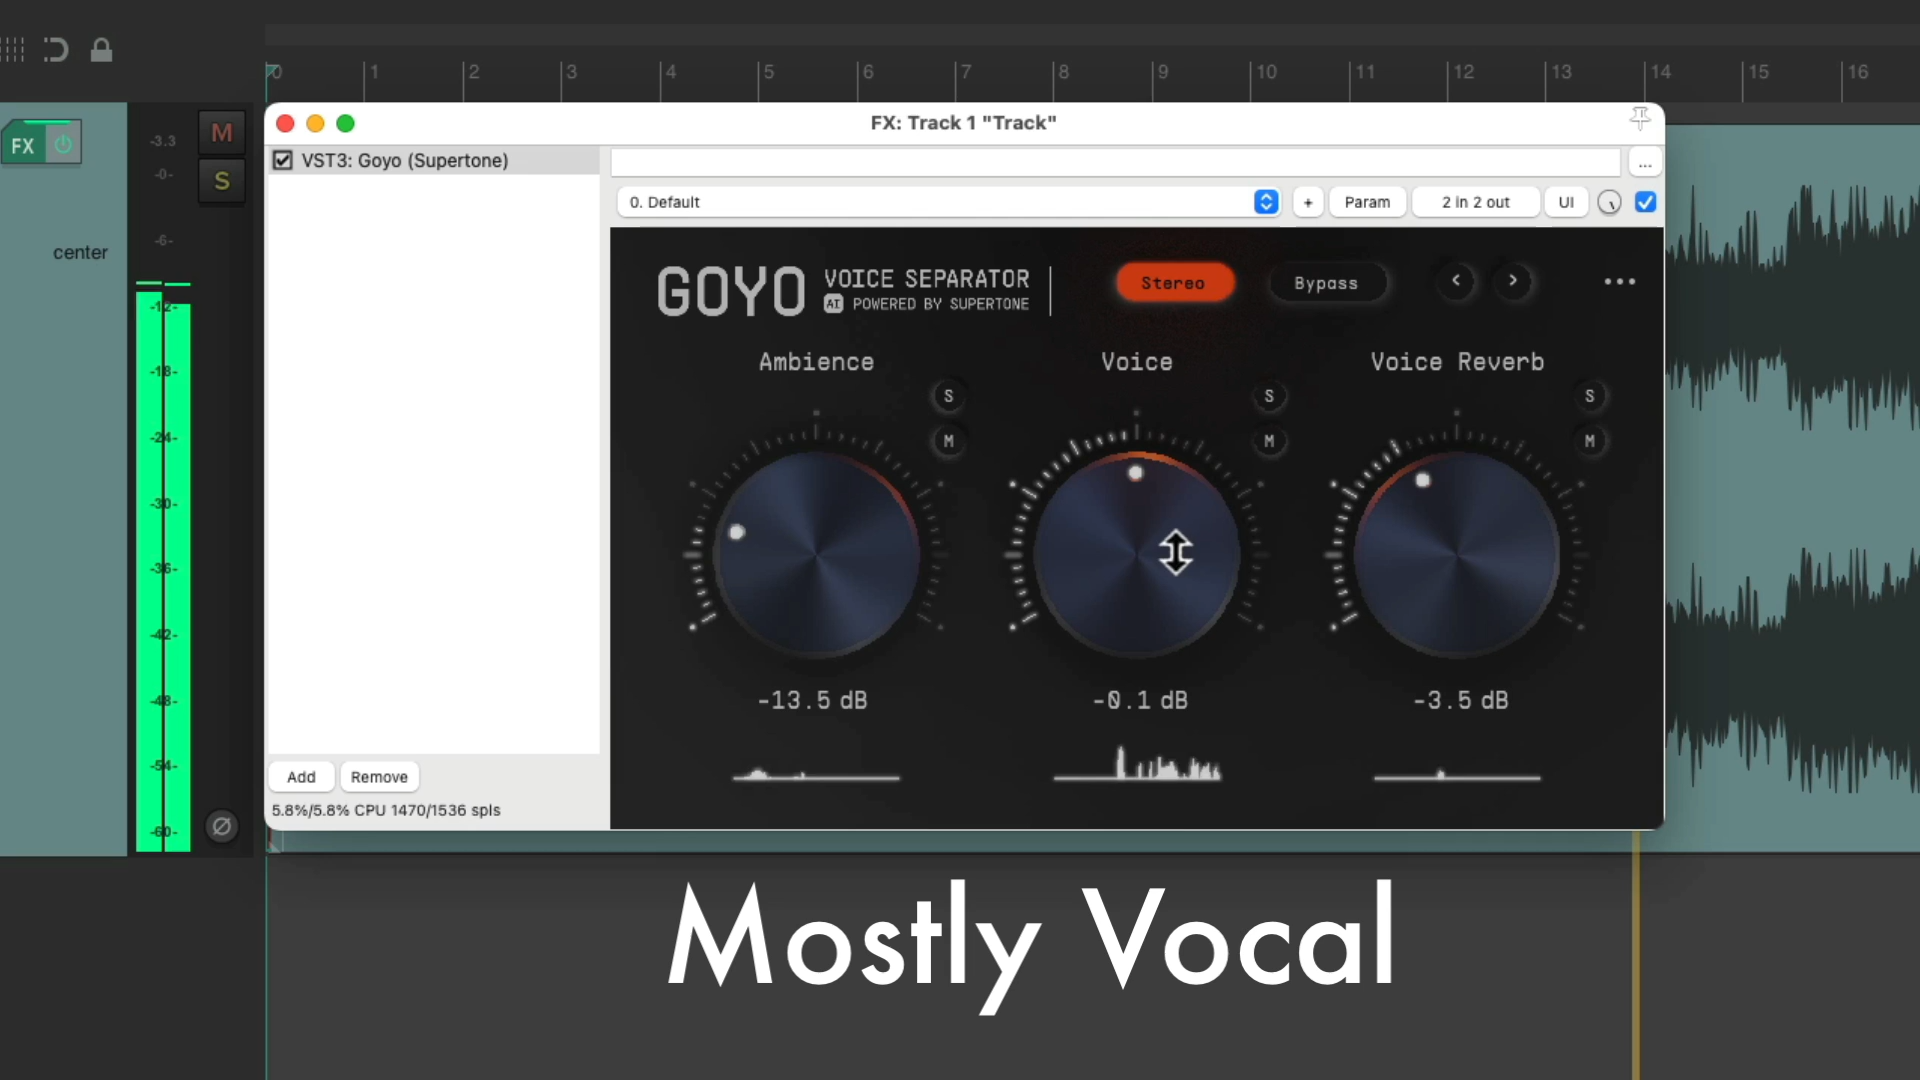 0 1 2 3 4 5 6 7 8 9 10 11 12 13 14 15 16
FX: Track 1 "Track"
FX
-3.3
M
VST3: Goyo (Supertone)
...
-0-
S
0. Default
+
Param
2 in 2 out
UI
-6-
center
GOYO
VOICE SEPARATOR
AI POWERED BY SUPERTONE
Stereo
Bypass
<
>
-12-
-18-
-24-
-30-
-36-
-42-
-48-
-54-
-60-
Ambience
Voice
Voice Reverb
S
S
S
M
M
M
-13.5 dB
-0.1 dB
-3.5 dB
Add
Remove
5.8%/5.8% CPU 1470/1536 spls
Mostly Vocal